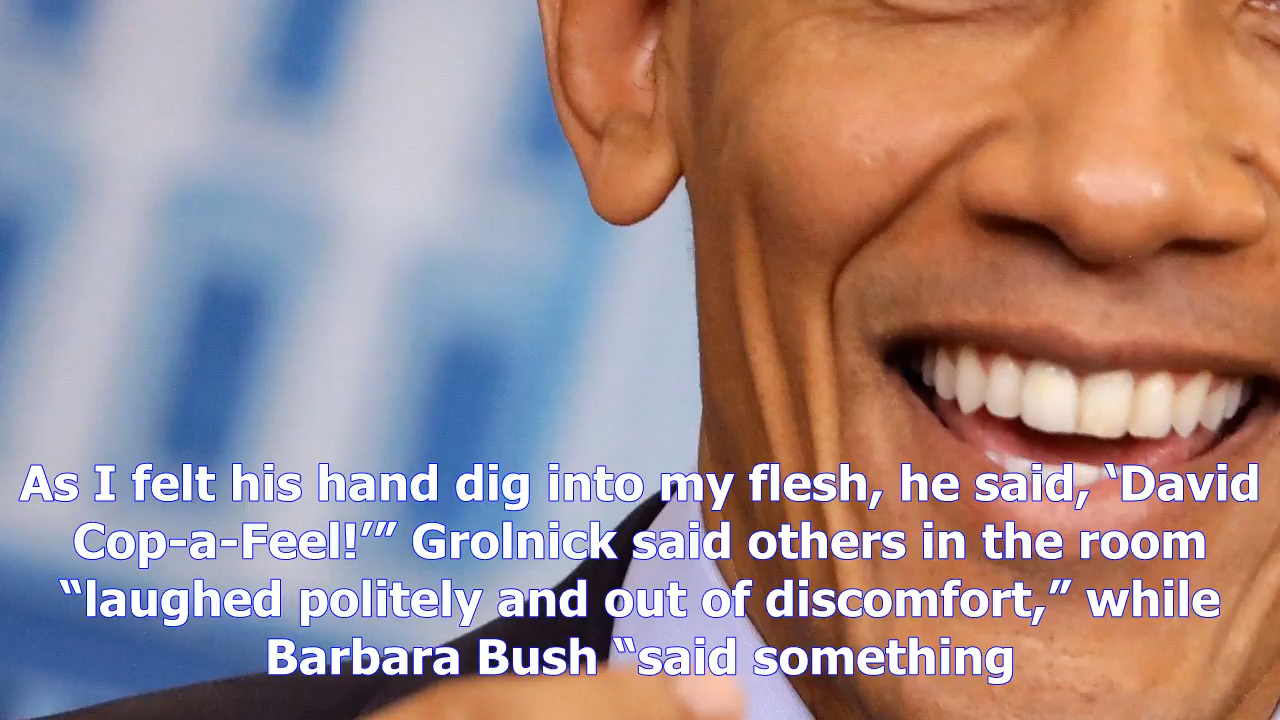 As I felt his hand dig into my flesh, he said, ‘David
Cop-a-Feel!’” Grolnick said others in the room
“laughed politely and out of discomfort,” while
Barbara Bush “said something